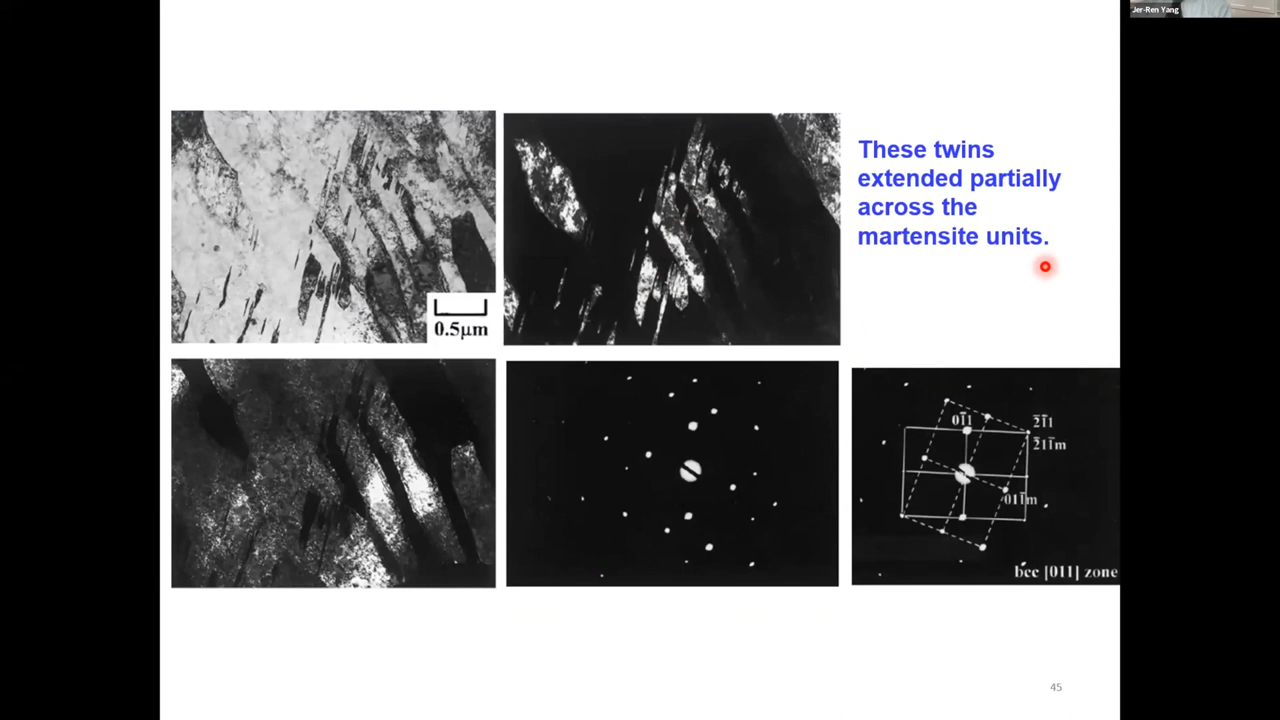 Jer-Ren Yang
These twins
extended partially
across the
martensite units.
0.5μm
01̄1
2̄1̄1
2̄11̄m
011̄m
bcc [011] zone
45